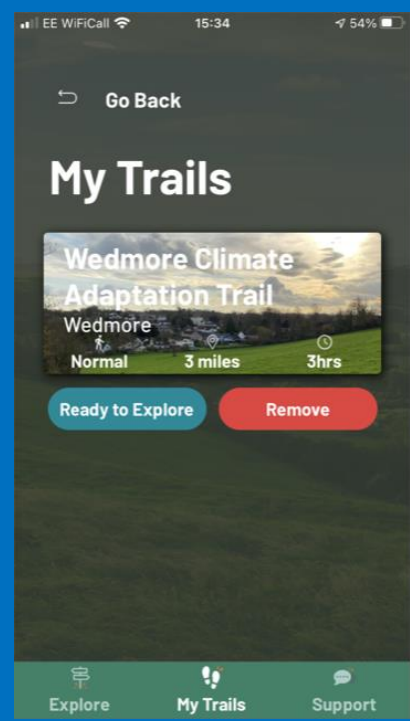 EE WiFiCall 15:34 54%
Go Back
My Trails
Wedmore Climate
Adaptation Trail
Wedmore
Normal 3 miles 3hrs
Ready to Explore Remove
Explore My Trails Support